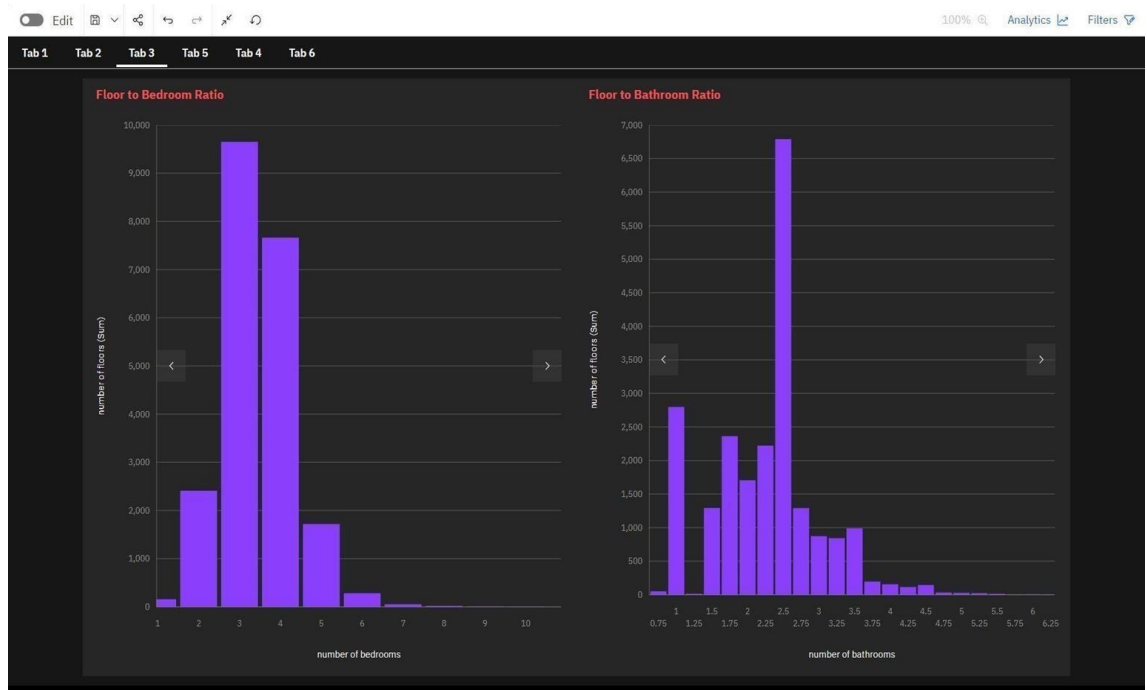 Edit
100%
Analytics
Filters
Tab 1 Tab 2 Tab 3 Tab 5 Tab 4 Tab 6
Floor to Bedroom Ratio
number of floors (Sum)
10,000
9,000
8,000
7,000
6,000
5,000
4,000
3,000
2,000
1,000
0
1 2 3 4 5 6 7 8 9 10
number of bedrooms
Floor to Bathroom Ratio
number of floors (Sum)
7,000
6,500
6,000
5,500
5,000
4,500
4,000
3,500
3,000
2,500
2,000
1,500
1,000
500
0
1 1.5 2 2.5 3 3.5 4 4.5 5 5.5 6
0.75 1.25 1.75 2.25 2.75 3.25 3.75 4.25 4.75 5.25 5.75 6.25
number of bathrooms